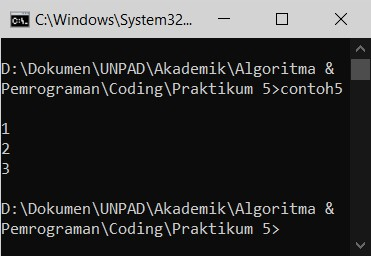 C:\Windows\System32...
D:\Dokumen\UNPAD\Akademik\Algoritma &
Pemrograman\Coding\Praktikum 5>contoh5
1
2
3
D:\Dokumen\UNPAD\Akademik\Algoritma &
Pemrograman\Coding\Praktikum 5>